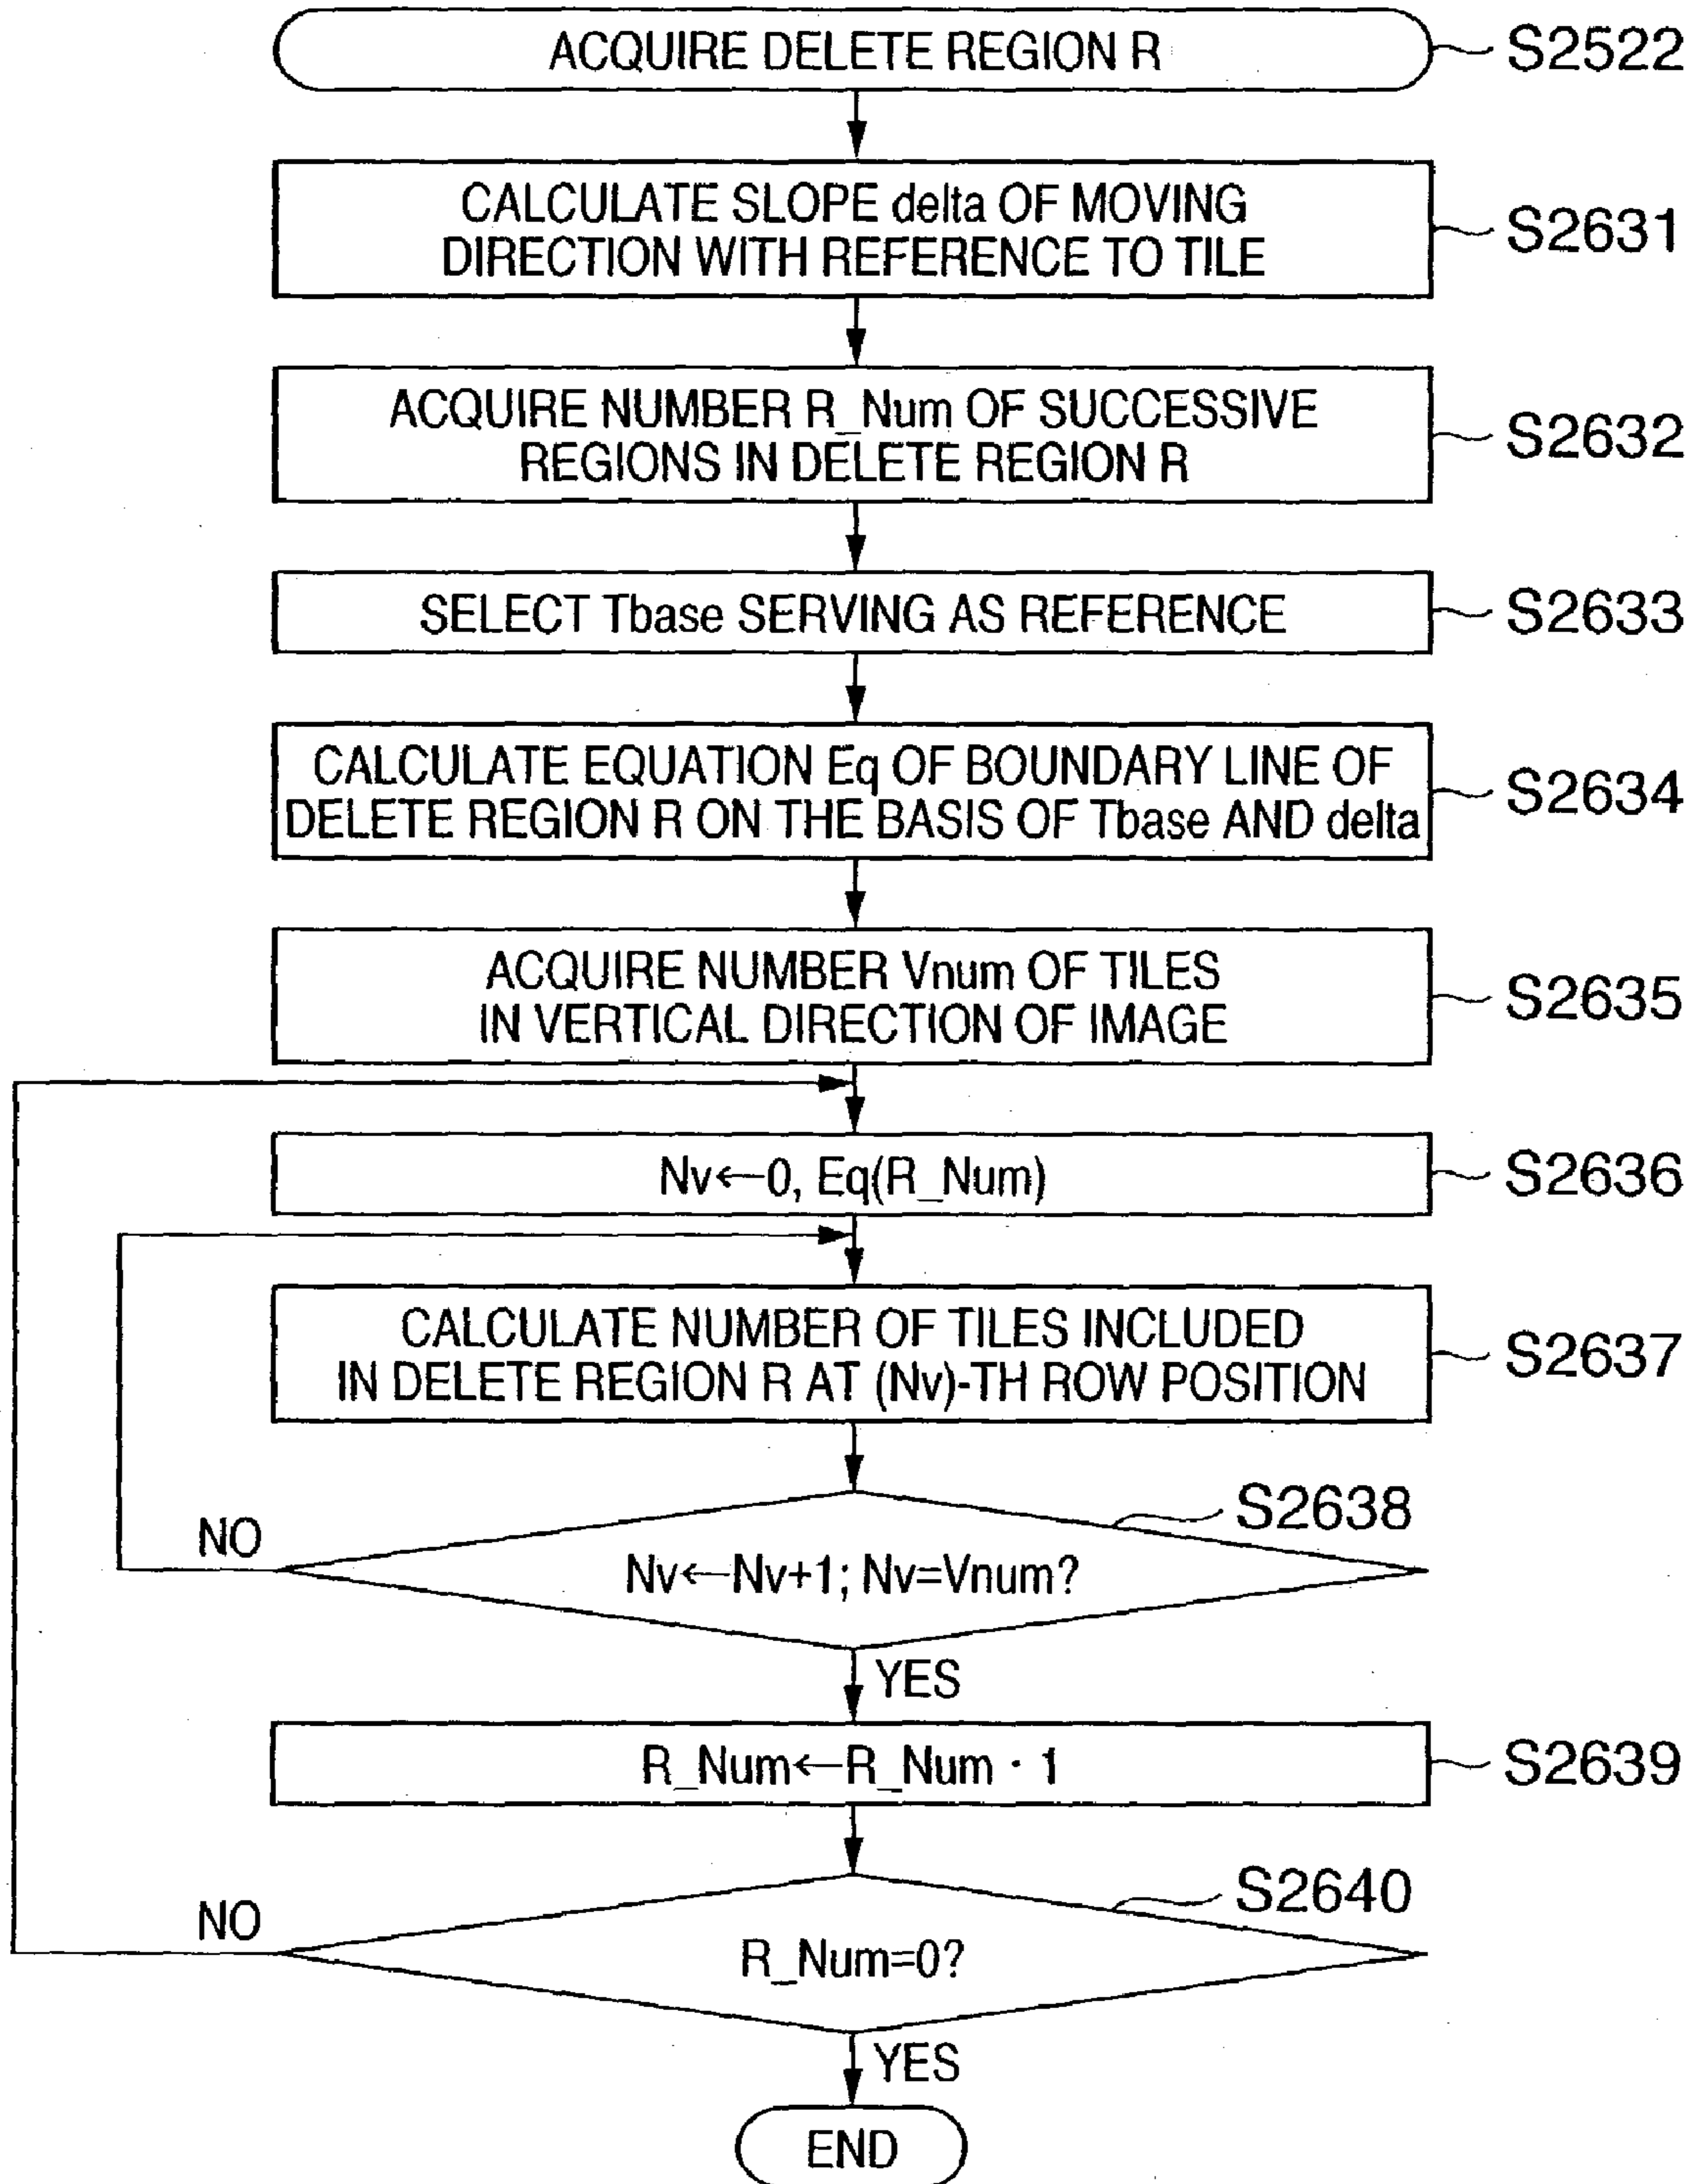 ACQUIRE DELETE REGION R
S2522
CALCULATE SLOPE delta OF MOVING
DIRECTION WITH REFERENCE TO TILE
S2631
ACQUIRE NUMBER R_Num OF SUCCESSIVE
REGIONS IN DELETE REGION R
S2632
SELECT Tbase SERVING AS REFERENCE
S2633
CALCULATE EQUATION Eq OF BOUNDARY LINE OF
DELETE REGION R ON THE BASIS OF Tbase AND delta
S2634
ACQUIRE NUMBER Vnum OF TILES
IN VERTICAL DIRECTION OF IMAGE
S2635
Nv←0, Eq(R_Num)
S2636
CALCULATE NUMBER OF TILES INCLUDED
IN DELETE REGION R AT (Nv)-TH ROW POSITION
S2637
S2638
NO
Nv←Nv+1; Nv=Vnum?
YES
R_Num←R_Num · 1
S2639
S2640
NO
R_Num=0?
YES
END